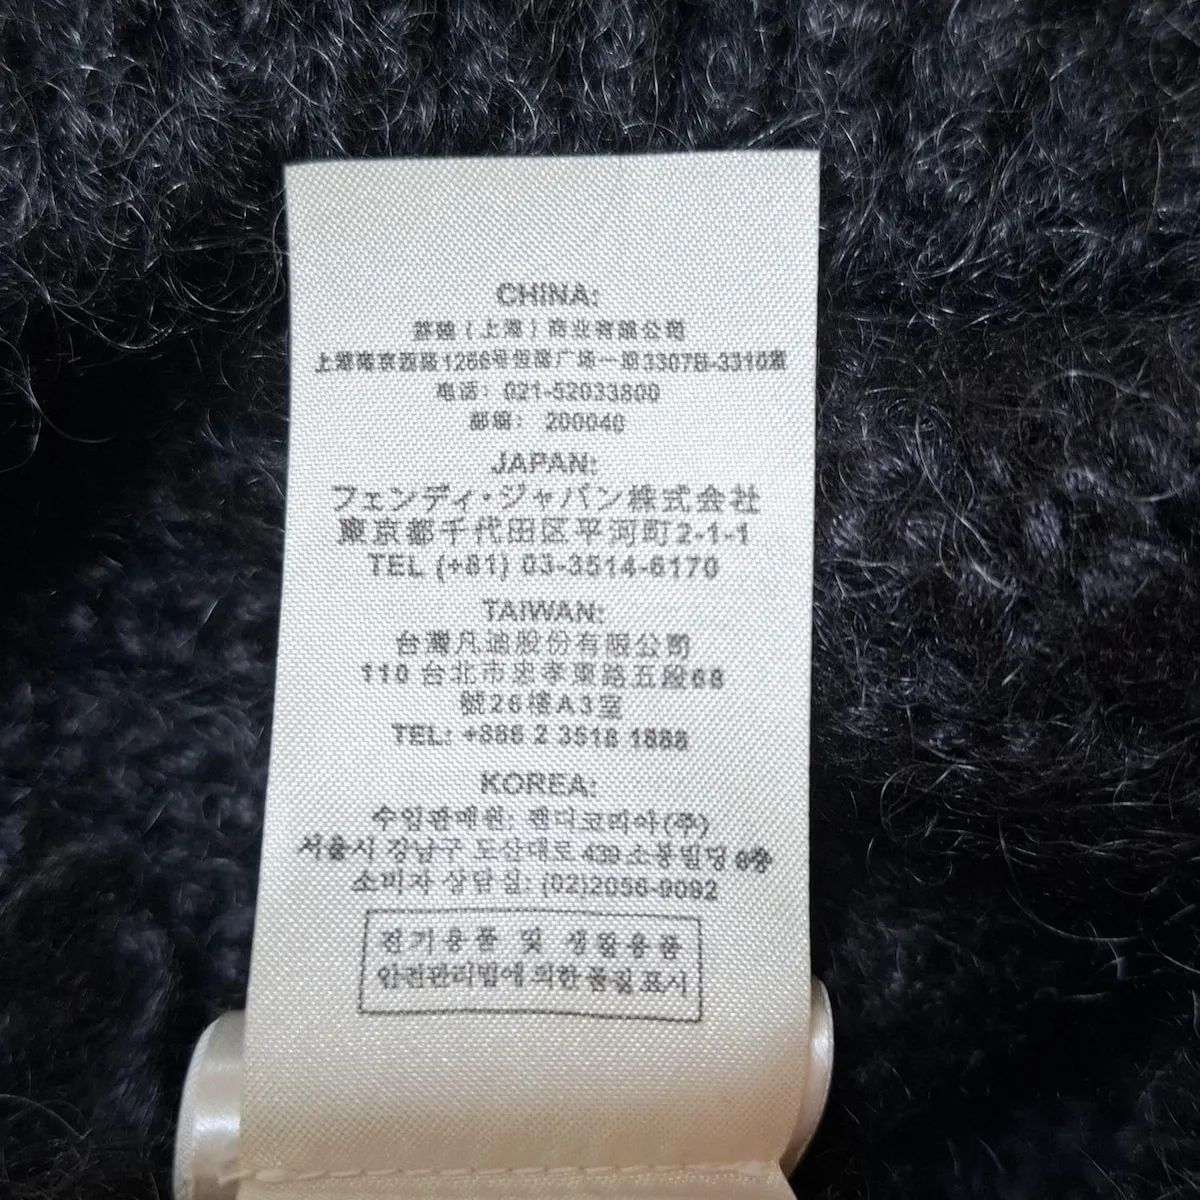 CHINA:
芬迪（上海）商业有限公司
上海南京西路1266号恒隆广场一期3307B-3310室
电话： 021-52033800
邮编： 200040
JAPAN:
フェンディ・ジャパン株式会社
東京都千代田区平河町2-1-1
TEL (+81) 03-3514-6170
TAIWAN:
台灣凡迪股份有限公司
110 台北市忠孝東路五段68
號26樓A3室
TEL: +886 2 3518 1888
KOREA:
수입판매원: 펜디코리아(주)
서울시 강남구 도산대로 439소봉빌딩 6층
소비자 상담실: (02)2056-9092
전기용품 및 생활용품
안전관리법에 의한 품질 표시